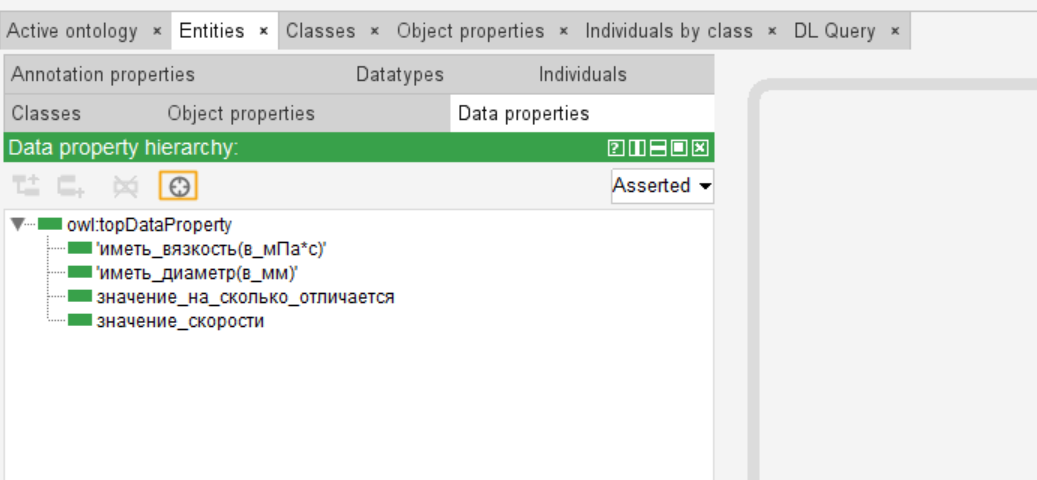 Active ontology × Entities × Classes × Object properties × Individuals by class × DL Query ×
Annotation properties Datatypes Individuals
Classes Object properties Data properties
Data property hierarchy:
Asserted
owl:topDataProperty
'иметь_вязкость(в_мПа*с)'
'иметь_диаметр(в_мм)'
значение_на_сколько_отличается
значение_скорости